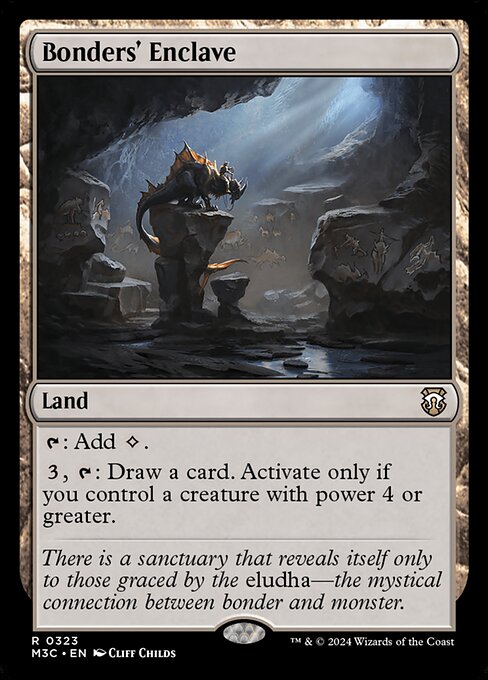 Bonders' Enclave
Land
: Add .
3, : Draw a card. Activate only if
you control a creature with power 4 or
greater.
There is a sanctuary that reveals itself only
to those graced by the eludha—the mystical
connection between bonder and monster.
R 0323
M3C • EN Cliff Childs
™ & © 2024 Wizards of the Coast